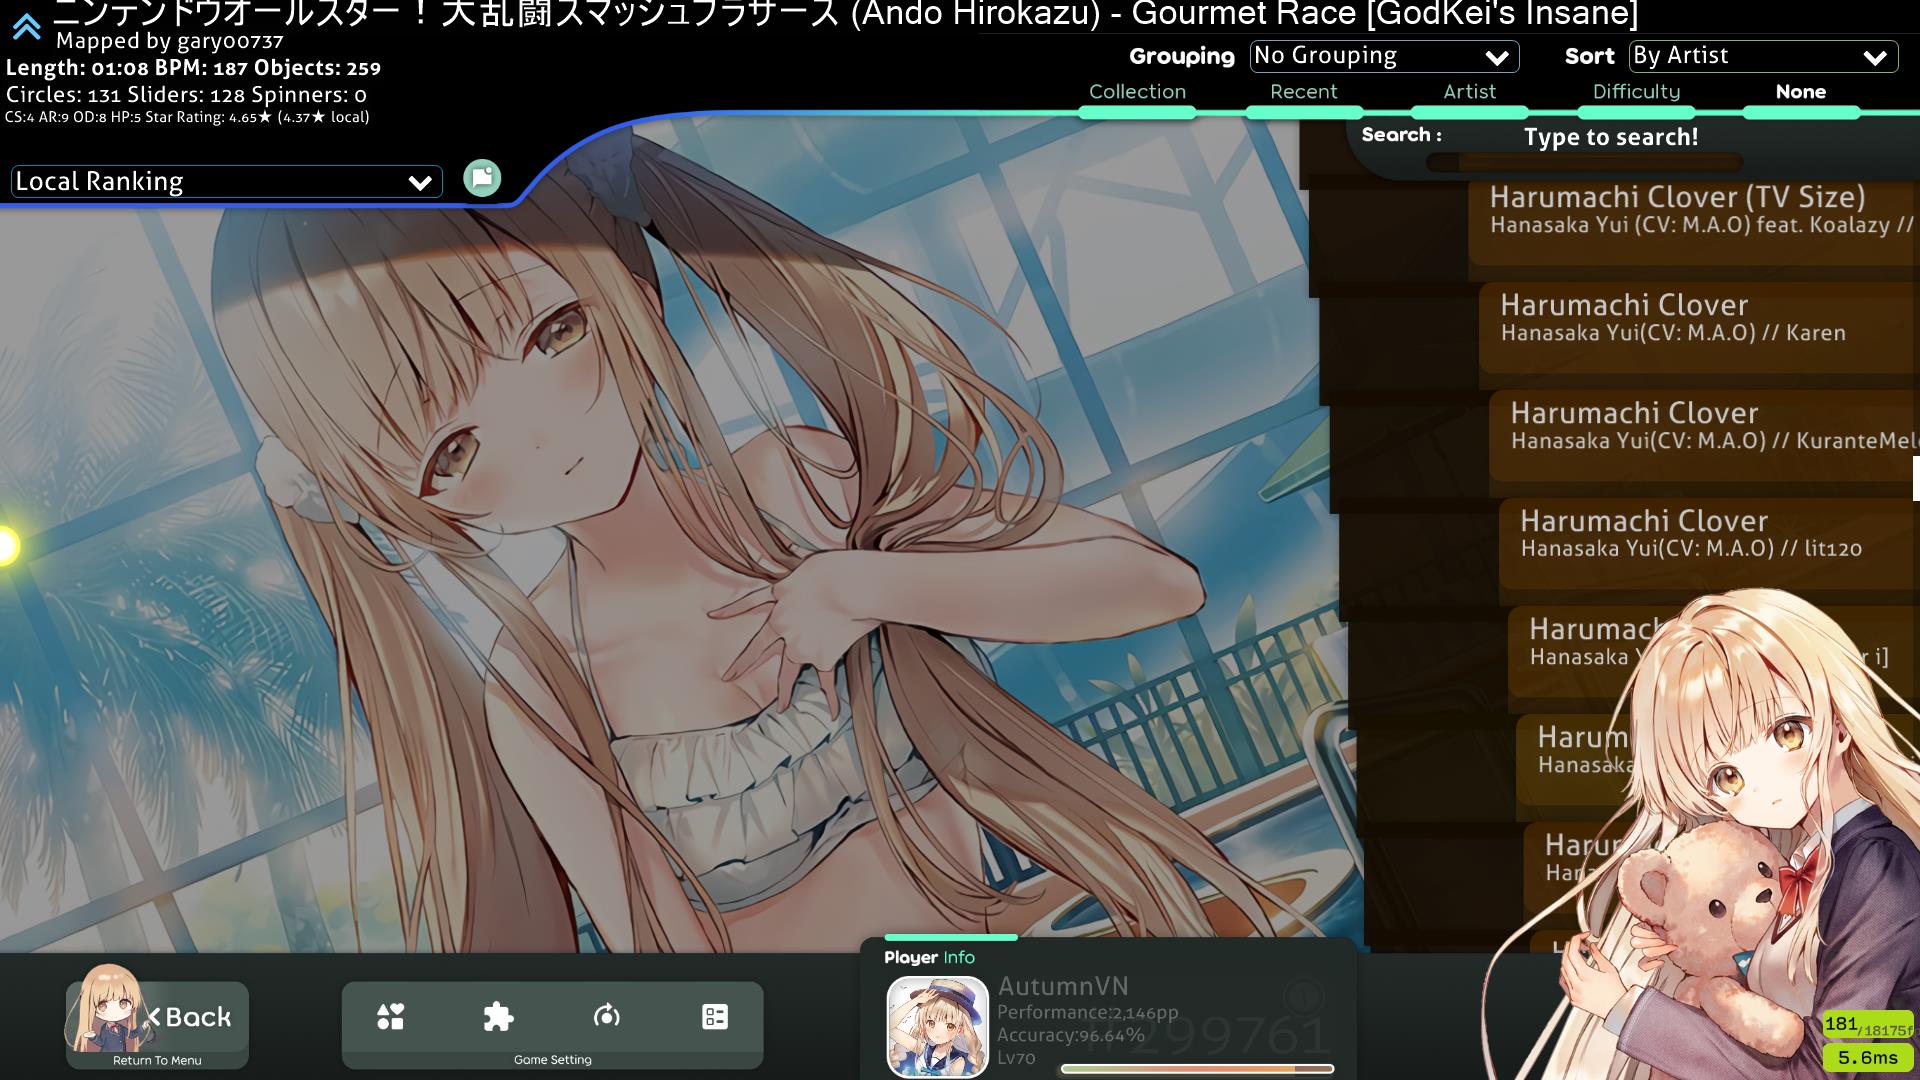 ニンテンドウオールスター！大乱闘スマッシュブラザーズ (Ando Hirokazu) - Gourmet Race [GodKei's Insane]
Mapped by gary00737
Length: 01:08 BPM: 187 Objects: 259
Circles: 131 Sliders: 128 Spinners: 0
CS:4 AR:9 OD:8 HP:5 Star Rating: 4.65★ (4.37★ local)
Grouping No Grouping Sort By Artist
Collection Recent Artist Difficulty None
Search : Type to search!
Local Ranking
Harumachi Clover (TV Size)
Hanasaka Yui (CV: M.A.O) feat. Koalazy //
Harumachi Clover
Hanasaka Yui(CV: M.A.O) // Karen
Harumachi Clover
Hanasaka Yui(CV: M.A.O) // KuranteMel
Harumachi Clover
Hanasaka Yui(CV: M.A.O) // lit120
Harumac
Hanasaka r i]
Harum
Hanasaka
Harur
Hana
Back
Return To Menu
Game Setting
Player Info
AutumnVN
Performance:2,146pp
Accuracy:96.64%
Lv70
299761
181/18175f
5.6ms